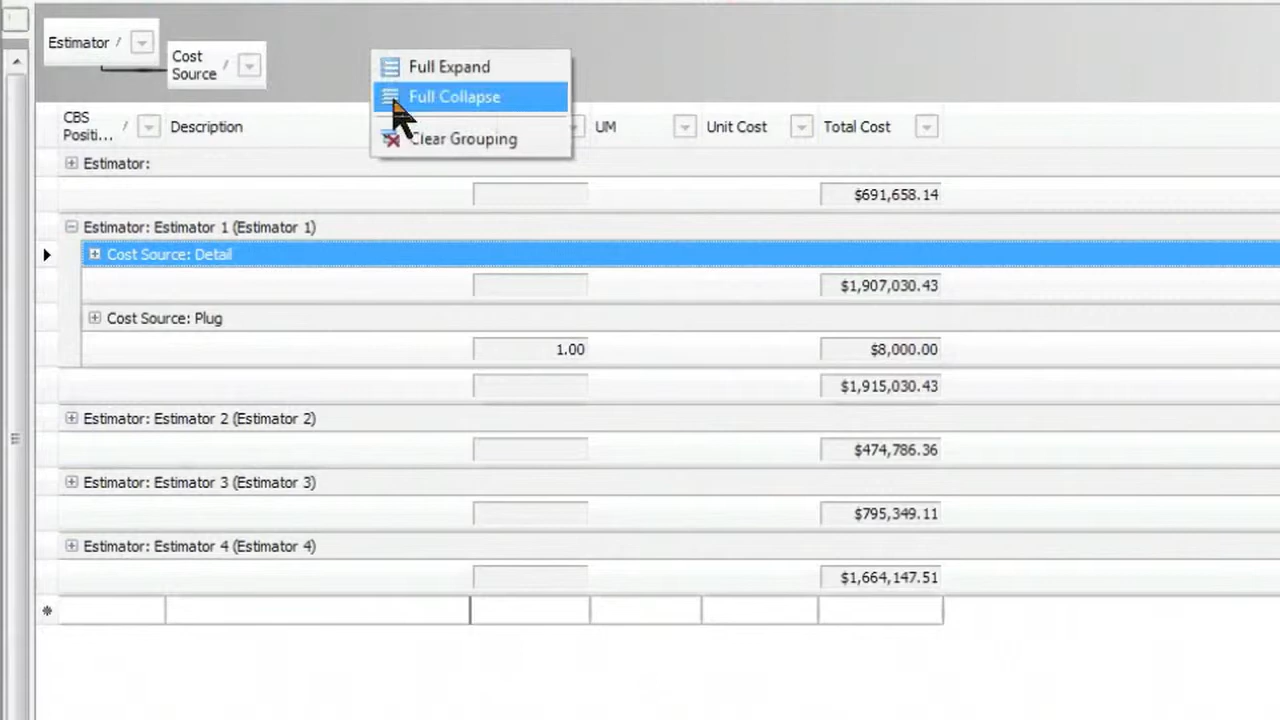 Estimator /
Cost Source /
Full Expand
Full Collapse
Clear Grouping
CBS Positi... / Description UM Unit Cost Total Cost
Estimator:
$691,658.14
Estimator: Estimator 1 (Estimator 1)
Cost Source: Detail
$1,907,030.43
Cost Source: Plug
1.00 $8,000.00
$1,915,030.43
Estimator: Estimator 2 (Estimator 2)
$474,786.36
Estimator: Estimator 3 (Estimator 3)
$795,349.11
Estimator: Estimator 4 (Estimator 4)
$1,664,147.51